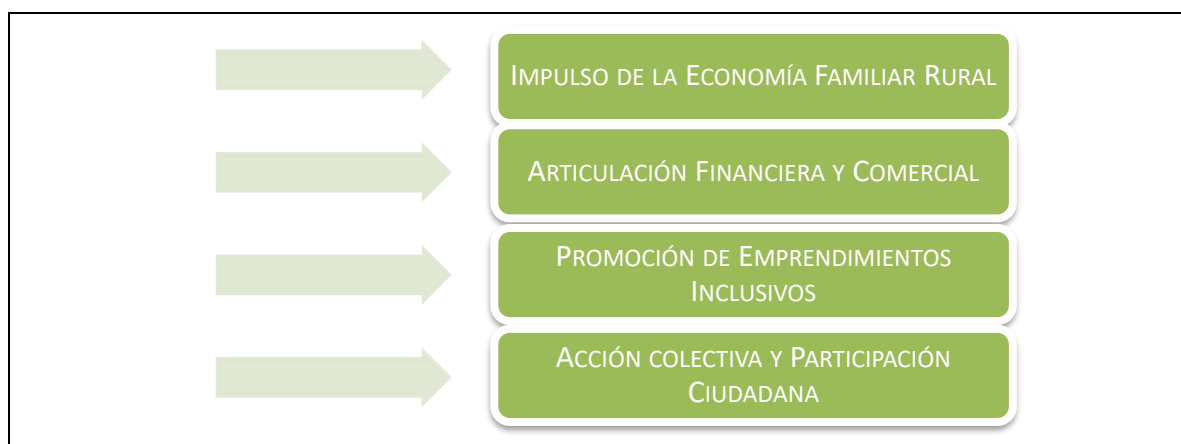 Impulso de la Economía Familiar Rural
Articulación Financiera y Comercial
Promoción de Emprendimientos
Inclusivos
Acción colectiva y Participación
Ciudadana